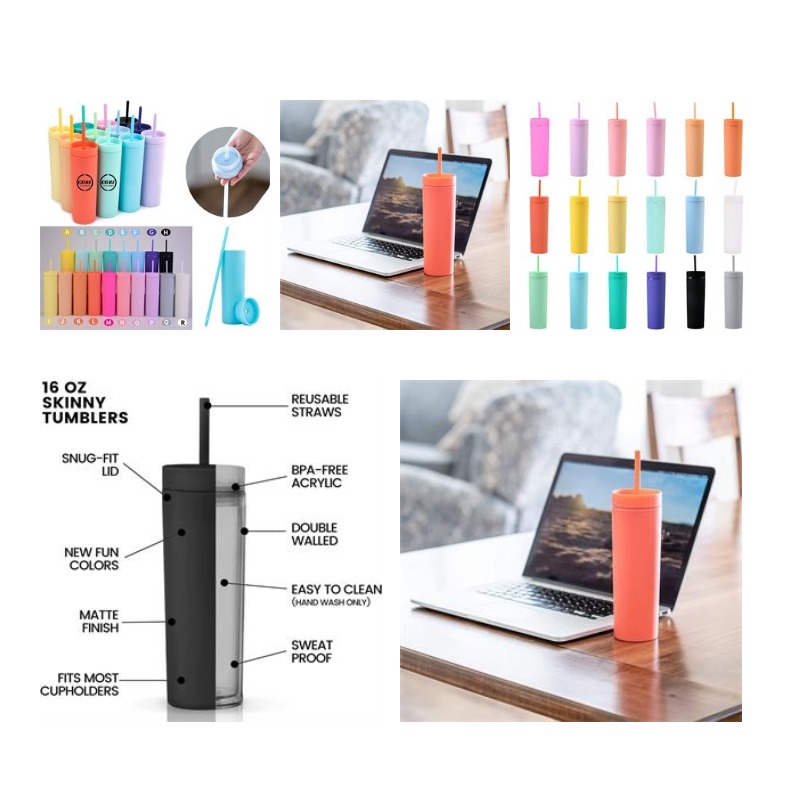 A B C D E F G H
I J K L M N O P Q R
16 OZ
SKINNY
TUMBLERS
REUSABLE
STRAWS
SNUG-FIT
LID
BPA-FREE
ACRYLIC
DOUBLE
WALLED
NEW FUN
COLORS
EASY TO CLEAN
(HAND WASH ONLY)
MATTE
FINISH
SWEAT
PROOF
FITS MOST
CUPHOLDERS